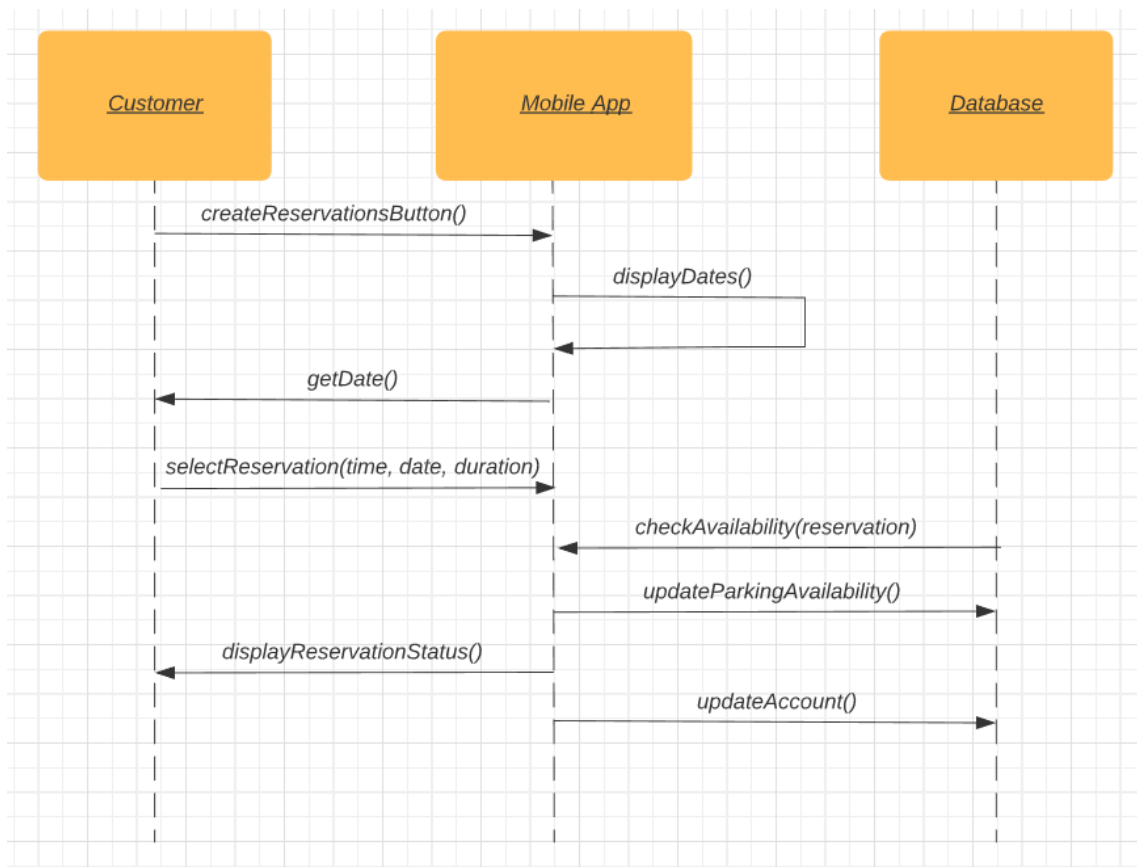 Customer
Mobile App
Database
createReservationsButton()
displayDates()
getDate()
selectReservation(time, date, duration)
checkAvailability(reservation)
updateParkingAvailability()
displayReservationStatus()
updateAccount()